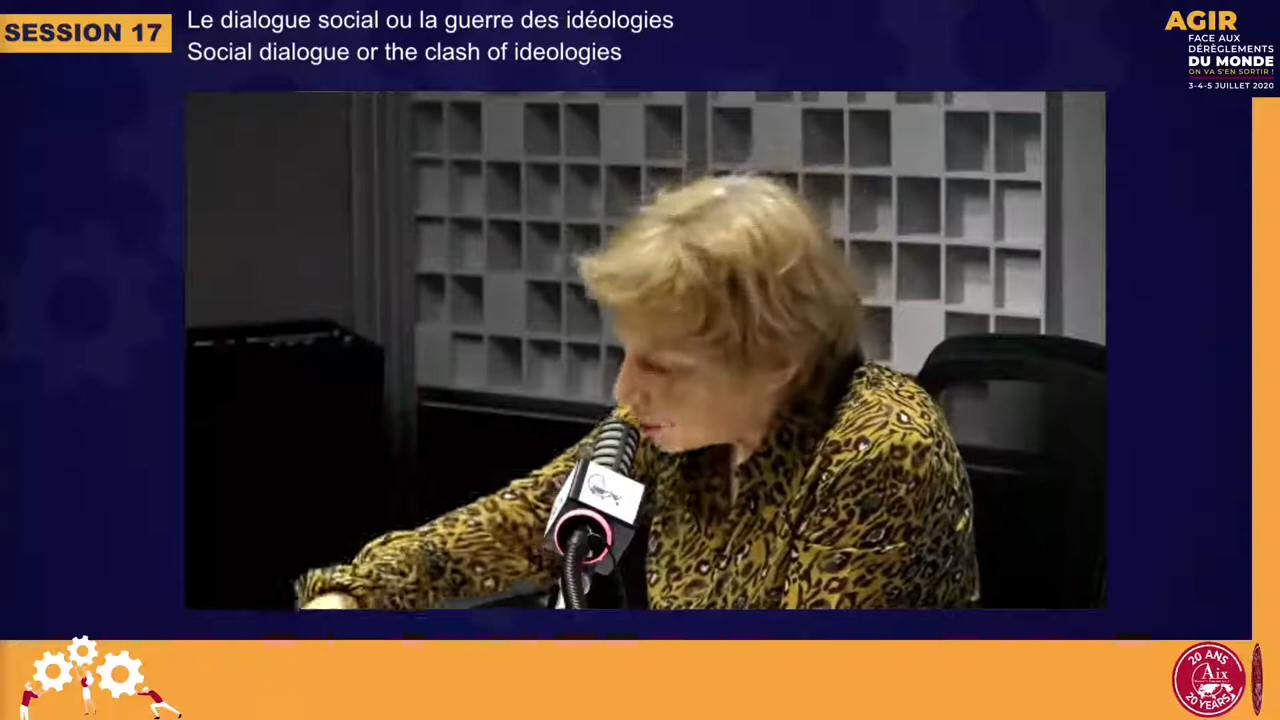 SESSION 17
Le dialogue social ou la guerre des idéologies
Social dialogue or the clash of ideologies
AGIR
FACE AUX
DÉRÈGLEMENTS
DU MONDE
ON VA S'EN SORTIR !
3-4-5 JUILLET 2020
20 ANS
Aix
20 YEARS